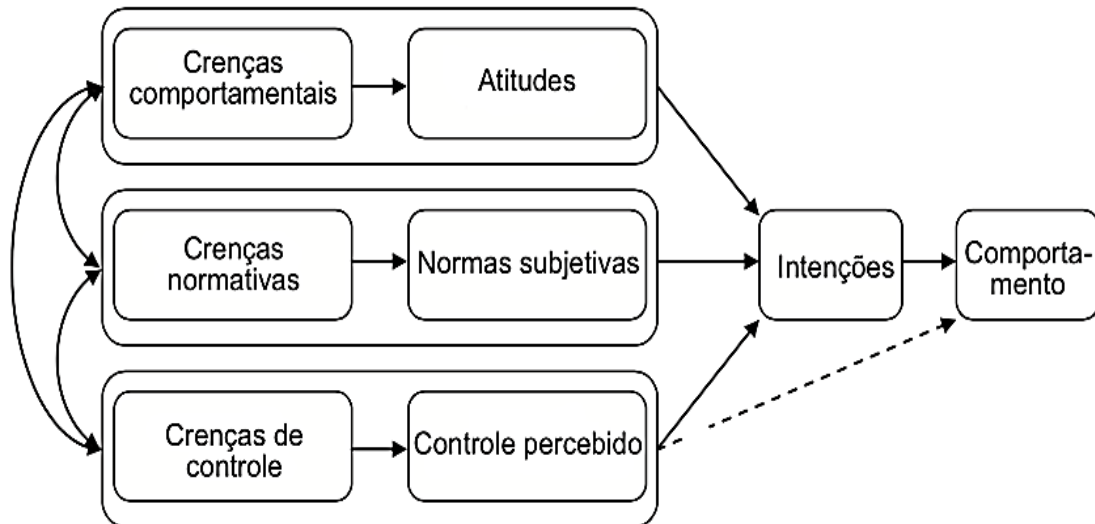 Crenças
comportamentais
Atitudes
Crenças
normativas
Normas subjetivas
Intenções
Comporta-
mento
Crenças de
controle
Controle percebido